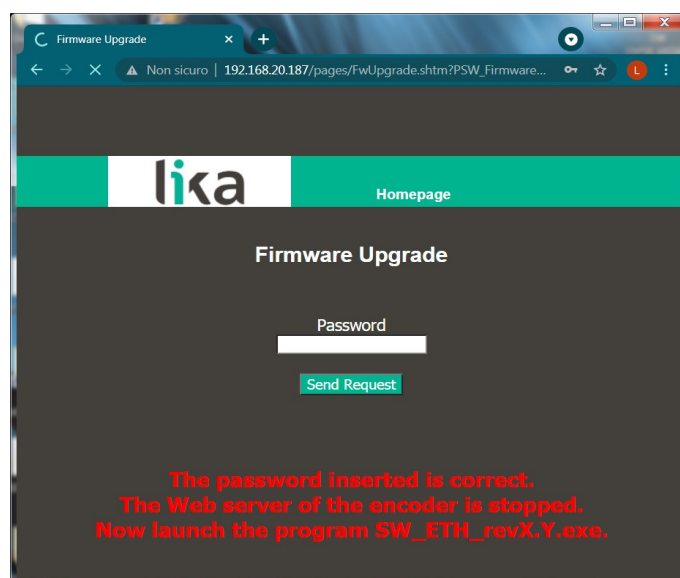 Firmware Upgrade
Non sicuro | 192.168.20.187/pages/FwUpgrade.shtm?PSW_Firmware...
L
lika
Homepage
Firmware Upgrade
Password
Send Request
The password inserted is correct.
The Web server of the encoder is stopped.
Now launch the program SW_ETH_revX.Y.exe.